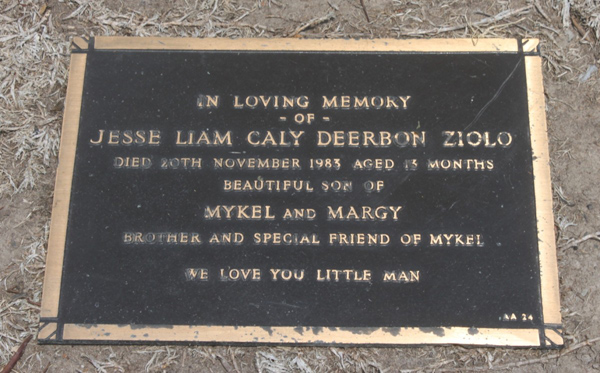 IN LOVING MEMORY
- OF -
JESSE LIAM CALY DEERBON ZIOLO
DIED 20TH NOVEMBER 1983 AGED 13 MONTHS
BEAUTIFUL SON OF
MYKEL AND MARGY
BROTHER AND SPECIAL FRIEND OF MYKEL
WE LOVE YOU LITTLE MAN
AA 24